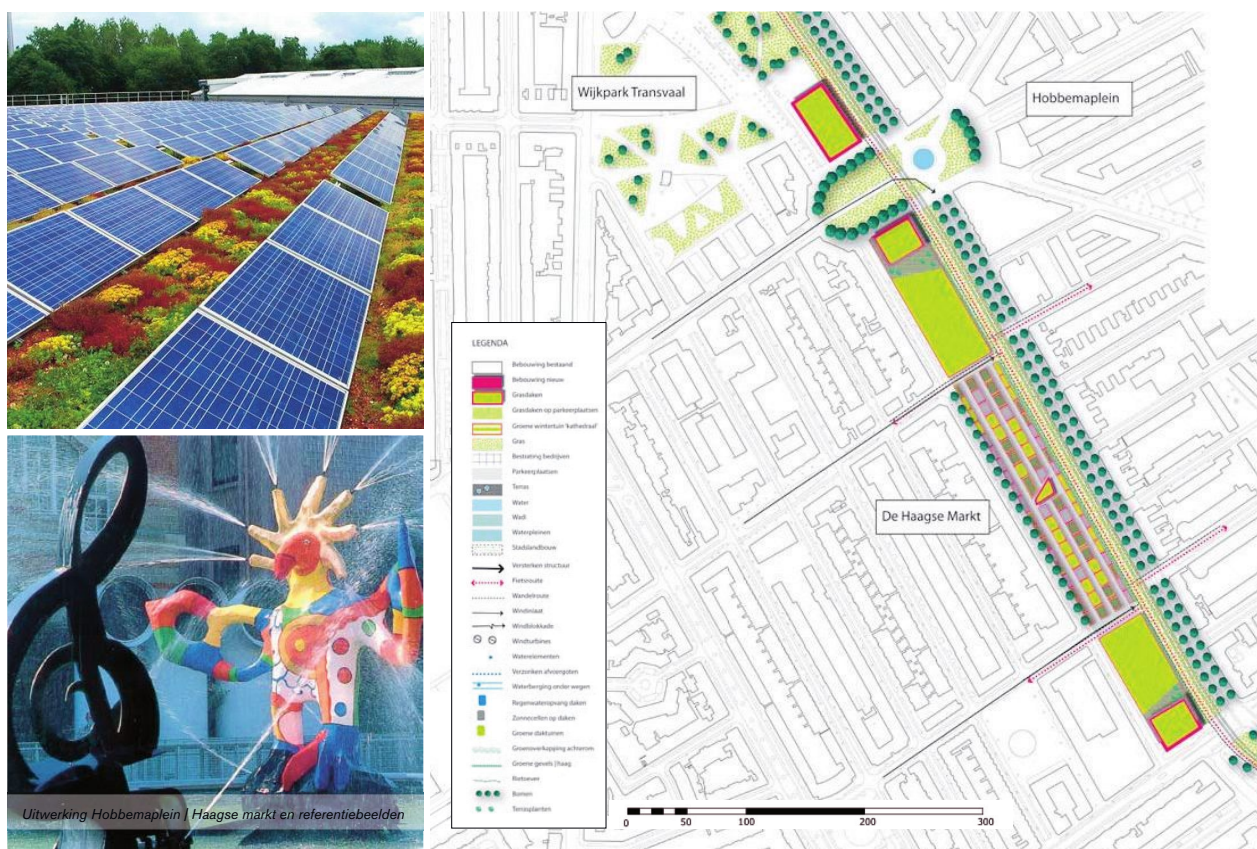 Wijkpark Transvaal
Hobbemaplein
De Haagse Markt
LEGENDA
Bebouwing bestaand
Bebouwing nieuw
Grasdaken
Grasdaken op parkeerplaatsen
Groene wintertuin 'kathedraal'
Gras
Bestrating bedrijven
Parkeerplaatsen
Terras
Water
Wadi
Waterpleinen
Stadslandbouw
Versterken structuur
Fietsroute
Wandelroute
Windinlaat
Windblokkade
Windturbines
Waterelementen
Verzonken afvoergoten
Waterberging onder wegen
Regenwateropvang daken
Zonnecellen op daken
Groene daktuinen
Groenoverkapping achterom
Groene gevels | haag
Rietoever
Bomen
Terrasplanten
0 50 100 200 300
Uitwerking Hobbemaplein | Haagse markt en referentiebeelden